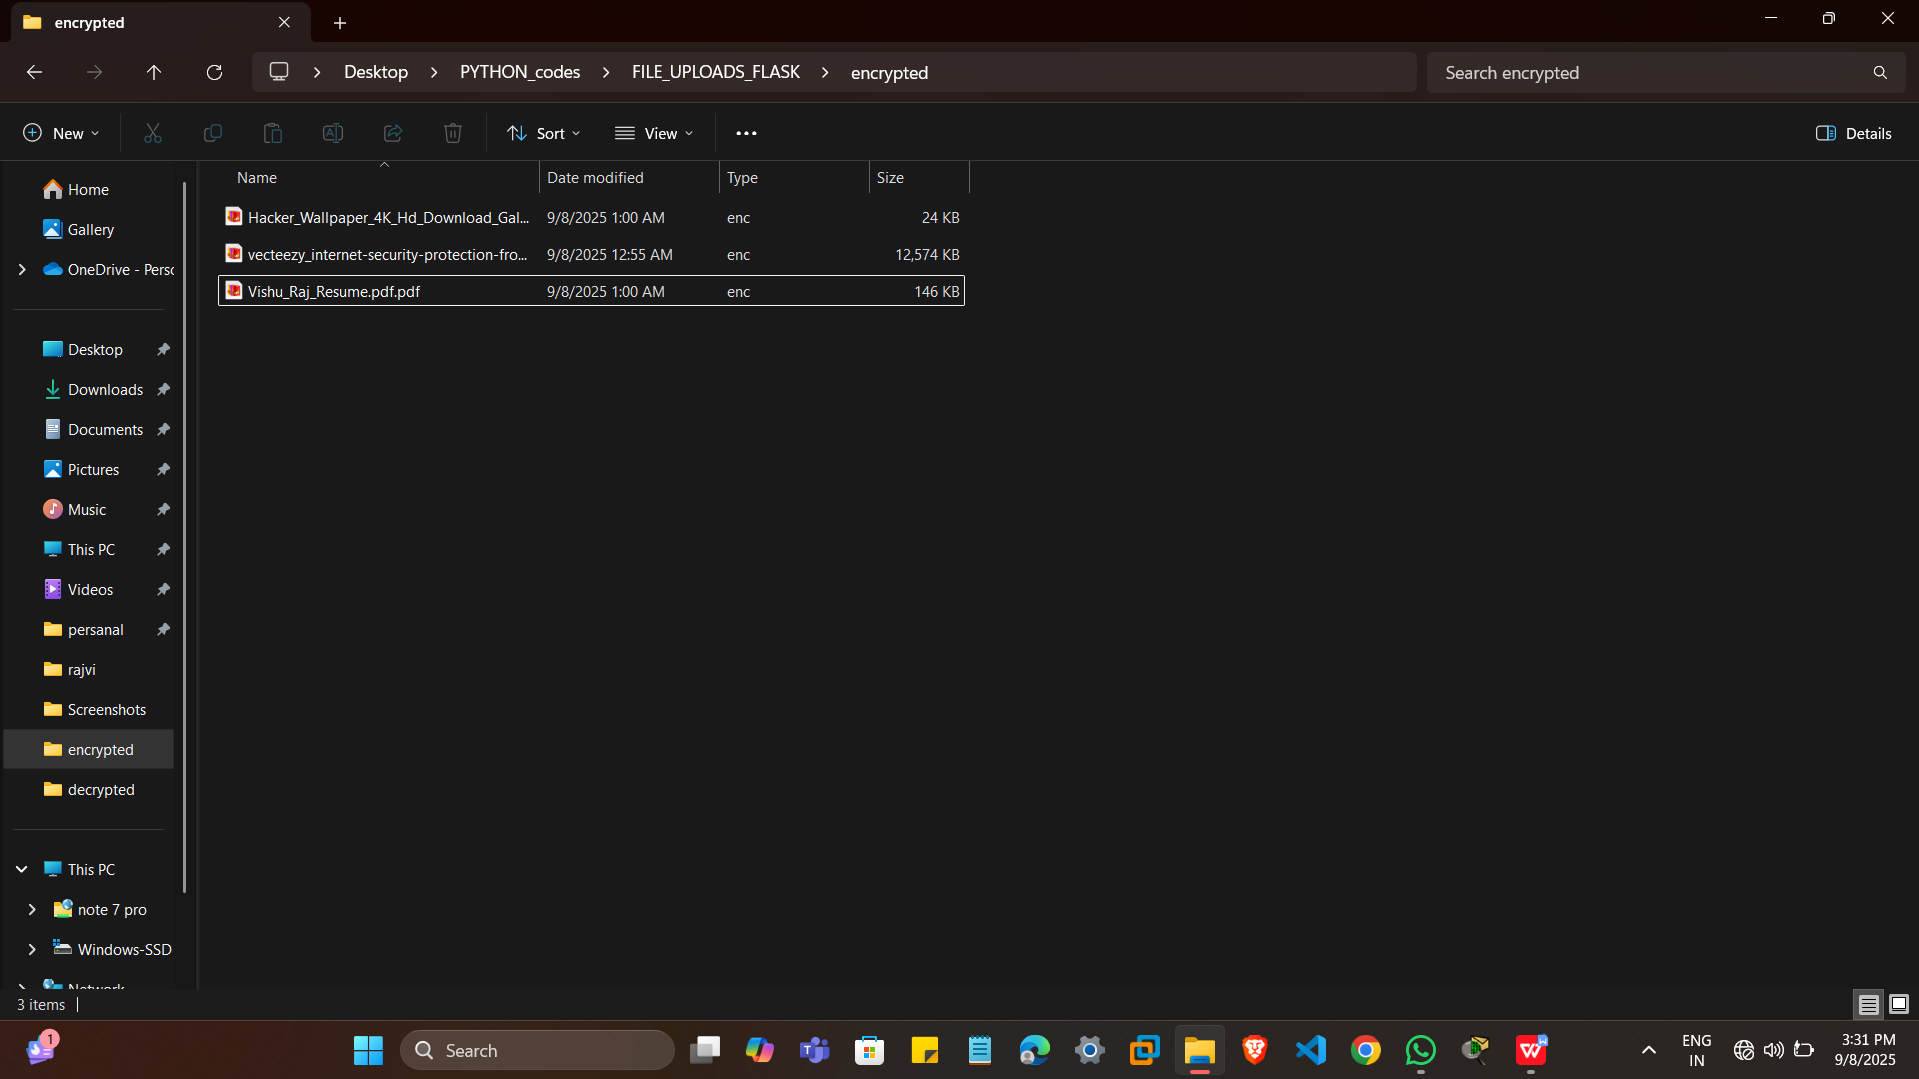 encrypted
Desktop > PYTHON_codes > FILE_UPLOADS_FLASK > encrypted
Search encrypted
New
Sort
View
Details
Name Date modified Type Size
Hacker_Wallpaper_4K_Hd_Download_Gal... 9/8/2025 1:00 AM enc 24 KB
vecteezy_internet-security-protection-fro... 9/8/2025 12:55 AM enc 12,574 KB
Vishu_Raj_Resume.pdf.pdf 9/8/2025 1:00 AM enc 146 KB
Home
Gallery
OneDrive - Perso
Desktop
Downloads
Documents
Pictures
Music
This PC
Videos
persanal
rajvi
Screenshots
encrypted
decrypted
This PC
note 7 pro
Windows-SSD
Network
3 items
1
Search
ENG
IN
3:31 PM
9/8/2025